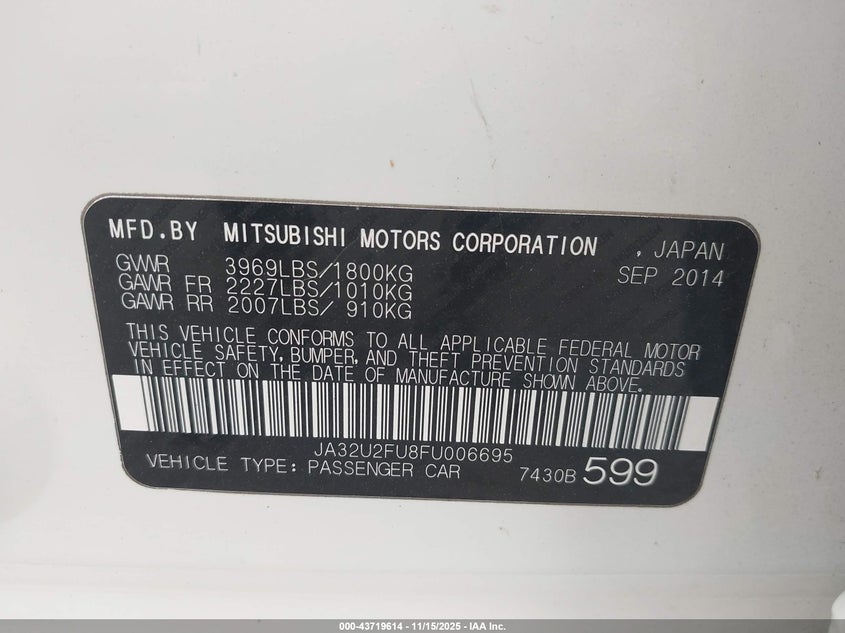 MFD.BY MITSUBISHI MOTORS CORPORATION , JAPAN
GVWR 3969LBS/1800KG SEP 2014
GAWR FR 2227LBS/1010KG
GAWR RR 2007LBS/ 910KG
THIS VEHICLE CONFORMS TO ALL APPLICABLE FEDERAL MOTOR
VEHICLE SAFETY, BUMPER, AND THEFT PREVENTION STANDARDS
IN EFFECT ON THE DATE OF MANUFACTURE SHOWN ABOVE.
JA32U2FU8FU006695
VEHICLE TYPE: PASSENGER CAR 7430B 599
000-43719614 - 11/15/2025 - IAA Inc.